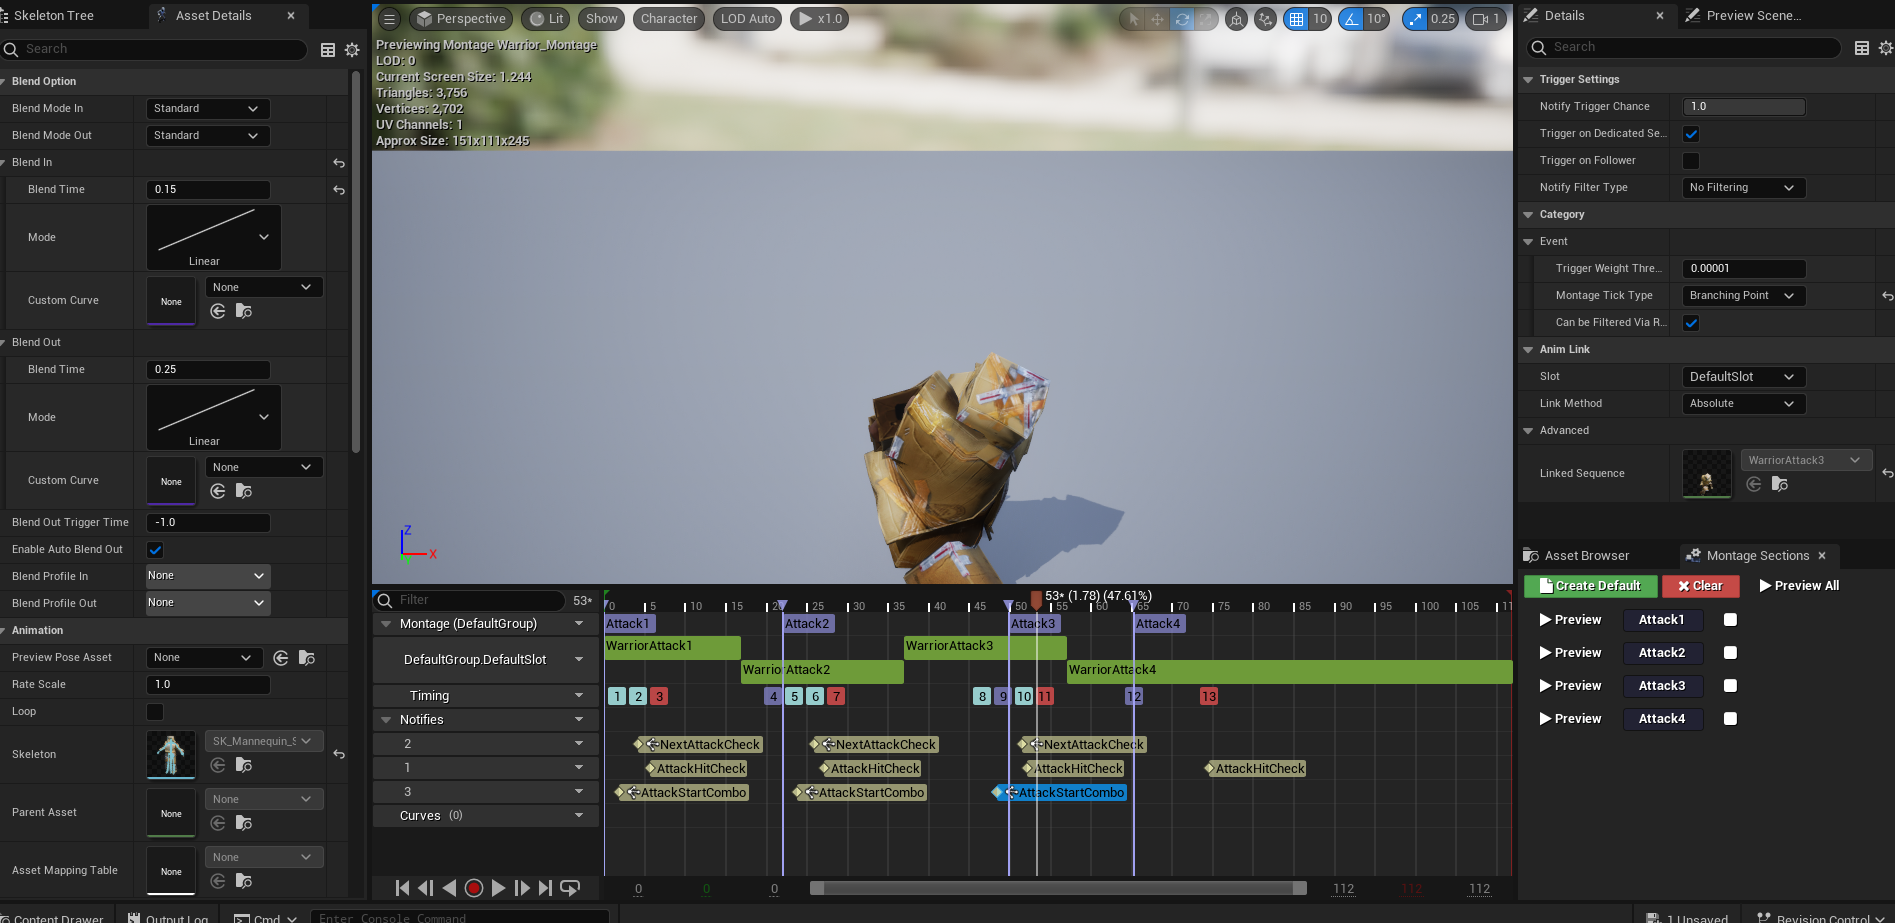 Skeleton Tree
Asset Details
Search
Blend Option
Blend Mode In
Standard
Blend Mode Out
Standard
Blend In
Blend Time
0.15
Mode
Linear
Custom Curve
None
None
Blend Out
Blend Time
0.25
Mode
Linear
Custom Curve
None
None
Blend Out Trigger Time
-1.0
Enable Auto Blend Out
Blend Profile In
None
Blend Profile Out
None
Animation
Preview Pose Asset
None
Rate Scale
1.0
Loop
Skeleton
SK_Mannequin_S
Parent Asset
None
None
Asset Mapping Table
None
None
Perspective
Lit
Show
Character
LOD Auto
x1.0
10
10°
0.25
1
Previewing Montage Warrior_Montage
LOD: 0
Current Screen Size: 1.244
Triangles: 3,756
Vertices: 2,702
UV Channels: 1
Approx Size: 151x111x245
Z
X
Y
Filter
53*
53* (1.78) (47.61%)
0 5 10 15 20 25 30 35 40 45 50 55 60 65 70 75 80 85 90 95 100 105 11
Montage (DefaultGroup)
Attack1
Attack2
Attack3
Attack4
DefaultGroup.DefaultSlot
WarriorAttack1
WarriorAttack2
WarriorAttack3
WarriorAttack4
Timing
1 2 3 4 5 6 7 8 9 10 11 12 13
Notifies
2
NextAttackCheck
NextAttackCheck
NextAttackCheck
1
AttackHitCheck
AttackHitCheck
AttackHitCheck
AttackHitCheck
3
AttackStartCombo
AttackStartCombo
AttackStartCombo
Curves (0)
0
0
0
112
112
112
Details
Preview Scene...
Search
Trigger Settings
Notify Trigger Chance
1.0
Trigger on Dedicated Se...
Trigger on Follower
Notify Filter Type
No Filtering
Category
Event
Trigger Weight Thre...
0.00001
Montage Tick Type
Branching Point
Can be Filtered Via R...
Anim Link
Slot
DefaultSlot
Link Method
Absolute
Advanced
Linked Sequence
WarriorAttack3
Asset Browser
Montage Sections
Create Default
Clear
Preview All
Preview
Attack1
Preview
Attack2
Preview
Attack3
Preview
Attack4
Content Drawer
Output Log
Cmd
Enter Console Command
1 Unsaved
Revision Control